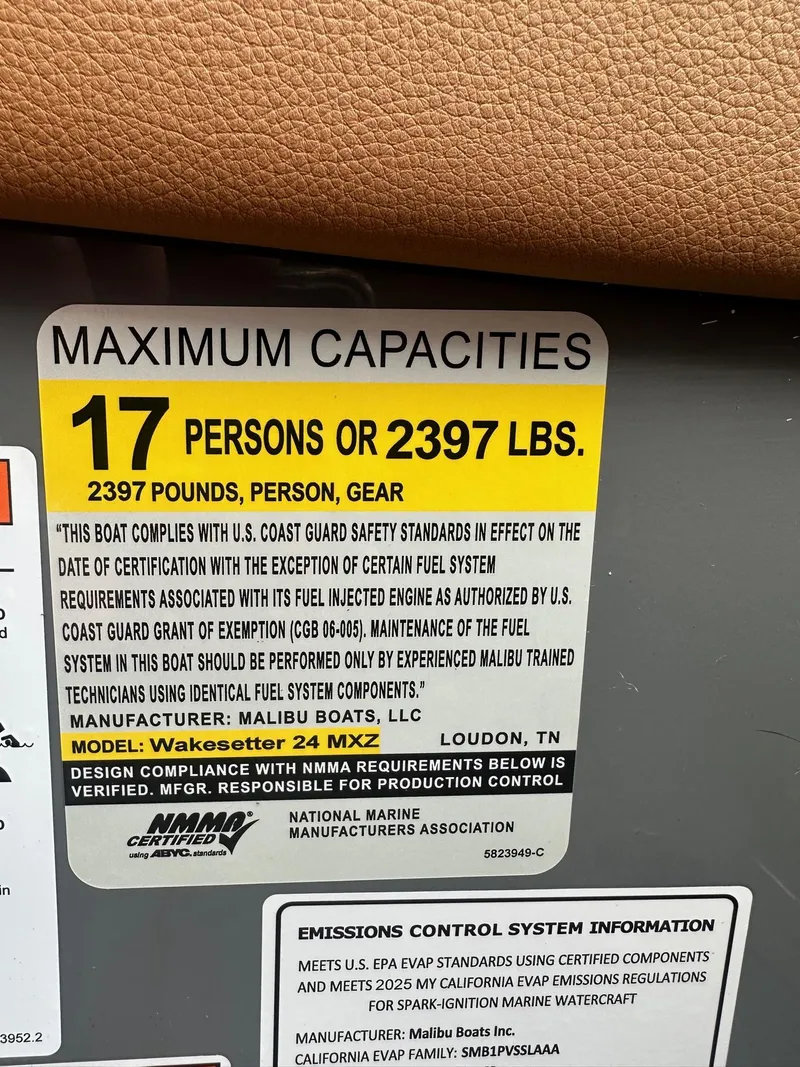 MAXIMUM CAPACITIES
17 PERSONS OR 2397 LBS.
2397 POUNDS, PERSON, GEAR
“THIS BOAT COMPLIES WITH U.S. COAST GUARD SAFETY STANDARDS IN EFFECT ON THE
DATE OF CERTIFICATION WITH THE EXCEPTION OF CERTAIN FUEL SYSTEM
REQUIREMENTS ASSOCIATED WITH ITS FUEL INJECTED ENGINE AS AUTHORIZED BY U.S.
COAST GUARD GRANT OF EXEMPTION (CGB 06-005). MAINTENANCE OF THE FUEL
SYSTEM IN THIS BOAT SHOULD BE PERFORMED ONLY BY EXPERIENCED MALIBU TRAINED
TECHNICIANS USING IDENTICAL FUEL SYSTEM COMPONENTS.”
MANUFACTURER: MALIBU BOATS, LLC
MODEL: Wakesetter 24 MXZ LOUDON, TN
DESIGN COMPLIANCE WITH NMMA REQUIREMENTS BELOW IS
VERIFIED. MFGR. RESPONSIBLE FOR PRODUCTION CONTROL
NMMA®
CERTIFIED
using ABYC. standards
NATIONAL MARINE
MANUFACTURERS ASSOCIATION
5823949-C
d
in
3952.2
EMISSIONS CONTROL SYSTEM INFORMATION
MEETS U.S. EPA EVAP STANDARDS USING CERTIFIED COMPONENTS
AND MEETS 2025 MY CALIFORNIA EVAP EMISSIONS REGULATIONS
FOR SPARK-IGNITION MARINE WATERCRAFT
MANUFACTURER: Malibu Boats Inc.
CALIFORNIA EVAP FAMILY: SMB1PVSSLAAA